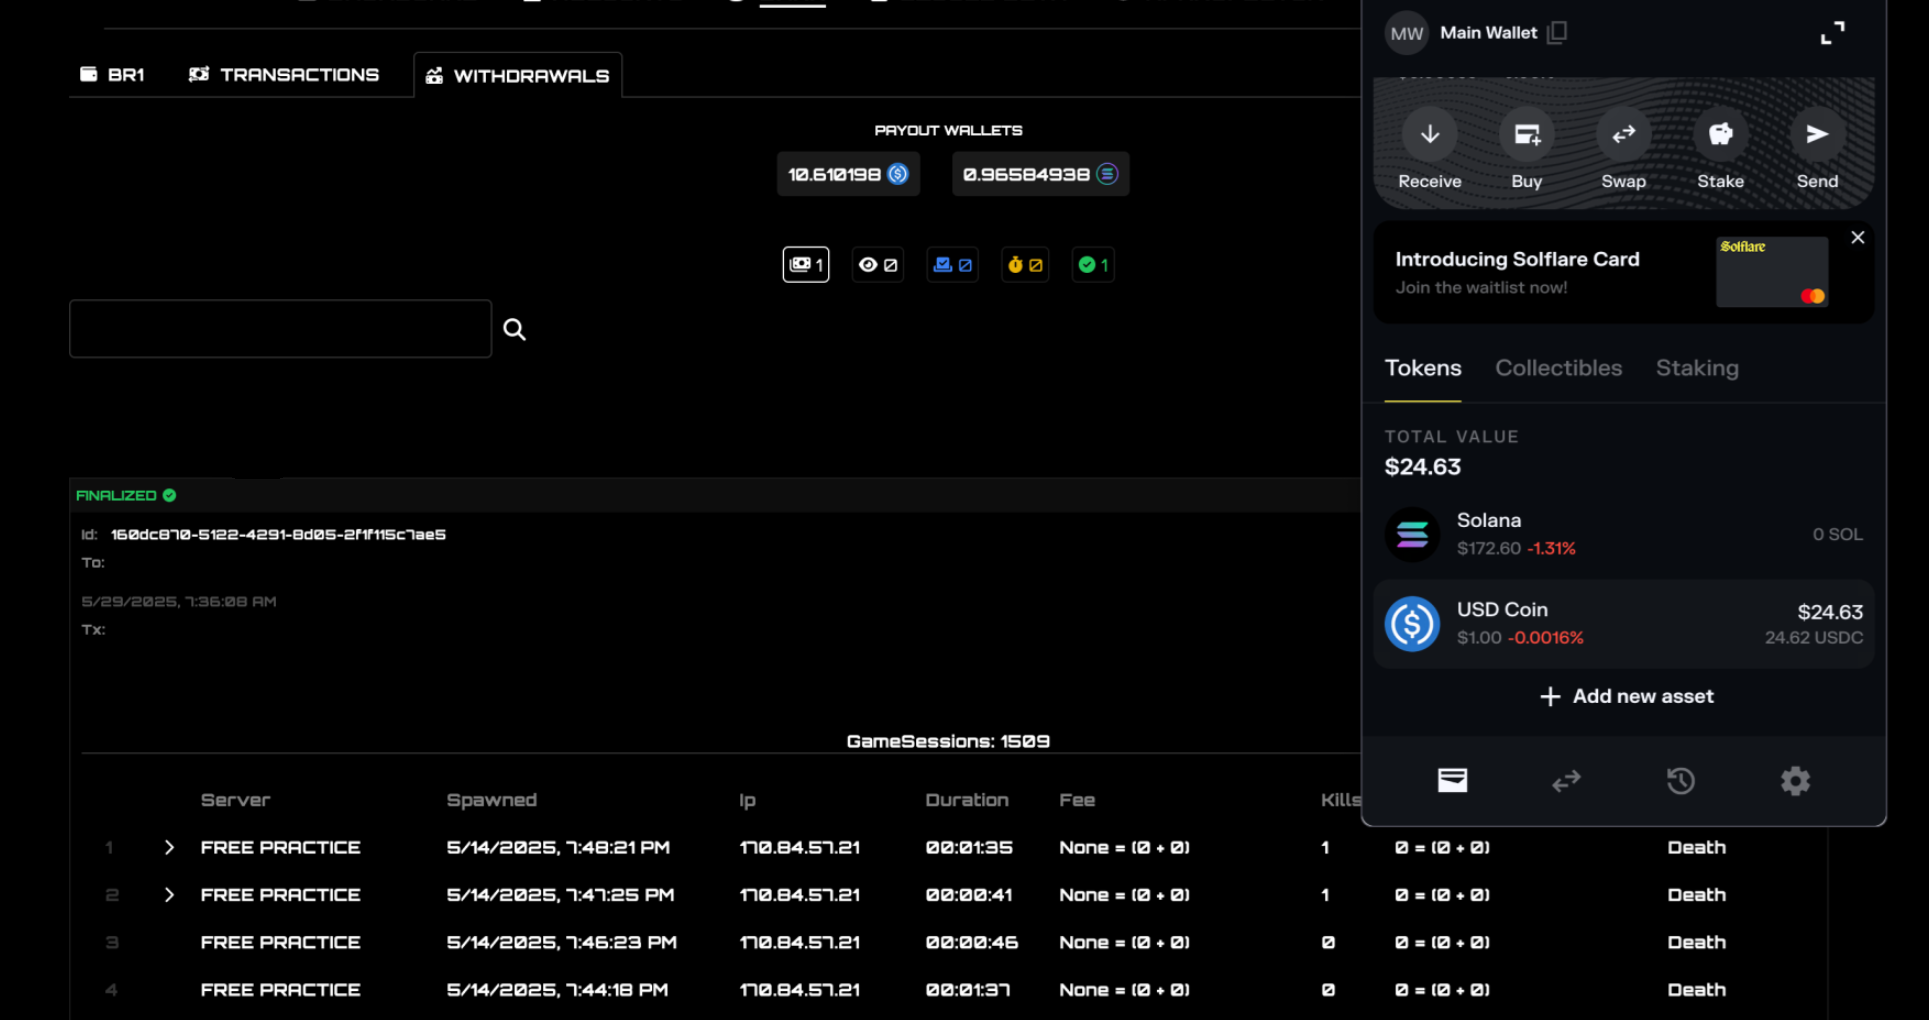 BR1
TRANSACTIONS
WITHDRAWALS
PAYOUT WALLETS
10.610198
0.96584938
1
0
0
0
1
FINALIZED
Id: 160dc870-5122-4291-8d05-2f1f115c7ae5
To:
5/29/2025, 7:36:08 AM
Tx:
GameSessions: 1509
Server Spawned Ip Duration Fee Kills
1 FREE PRACTICE 5/14/2025, 7:48:21 PM 170.84.57.21 00:01:35 None = (0 + 0) 1 0 = (0 + 0) Death
2 FREE PRACTICE 5/14/2025, 7:47:25 PM 170.84.57.21 00:00:41 None = (0 + 0) 1 0 = (0 + 0) Death
3 FREE PRACTICE 5/14/2025, 7:46:23 PM 170.84.57.21 00:00:46 None = (0 + 0) 0 0 = (0 + 0) Death
4 FREE PRACTICE 5/14/2025, 7:44:18 PM 170.84.57.21 00:01:37 None = (0 + 0) 0 0 = (0 + 0) Death
MW Main Wallet
Receive Buy Swap Stake Send
Introducing Solflare Card
Join the waitlist now!
Solflare
Tokens Collectibles Staking
TOTAL VALUE
$24.63
Solana
$172.60 -1.31%
0 SOL
USD Coin
$1.00 -0.0016%
$24.63
24.62 USDC
Add new asset